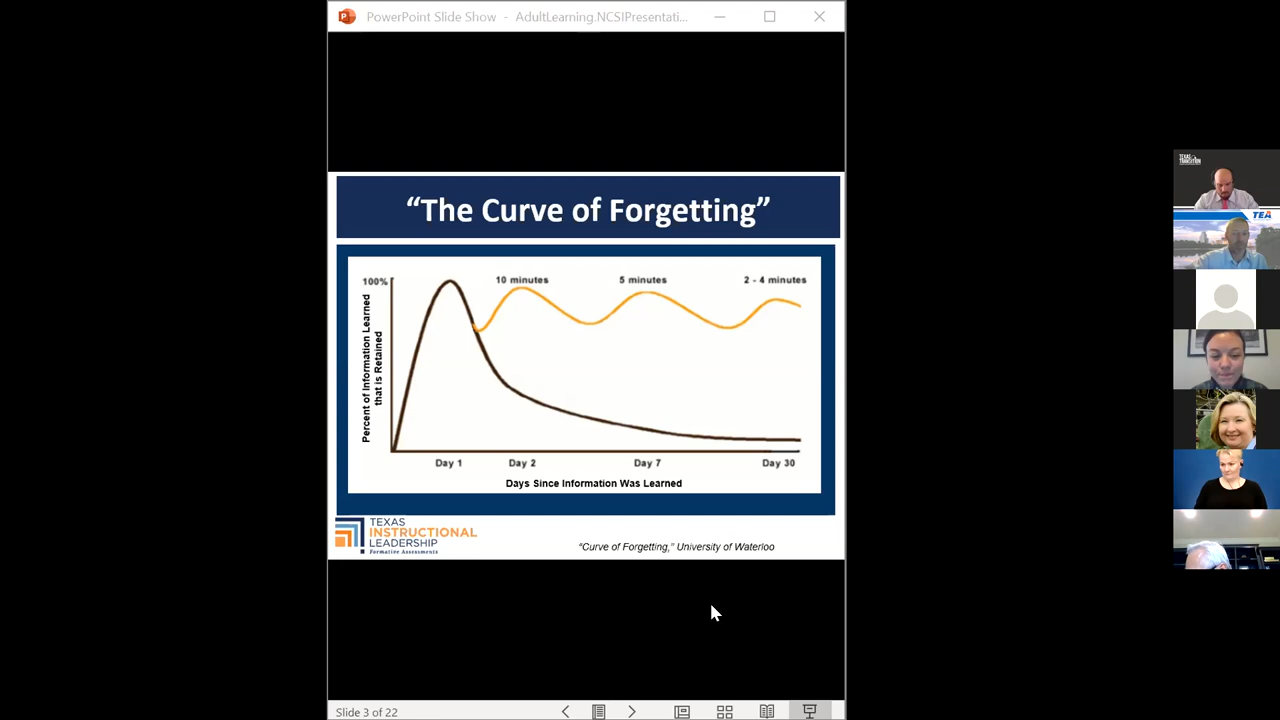 PowerPoint Slide Show - AdultLearning.NCSIPresentati...
“The Curve of Forgetting”
100%
10 minutes
5 minutes
2 - 4 minutes
Percent of Information Learned
that is Retained
Day 1
Day 2
Day 7
Day 30
Days Since Information Was Learned
TEXAS
INSTRUCTIONAL
LEADERSHIP
Formative Assessments
“Curve of Forgetting,” University of Waterloo
Slide 3 of 22
TEXAS
TRANSITION
TEA